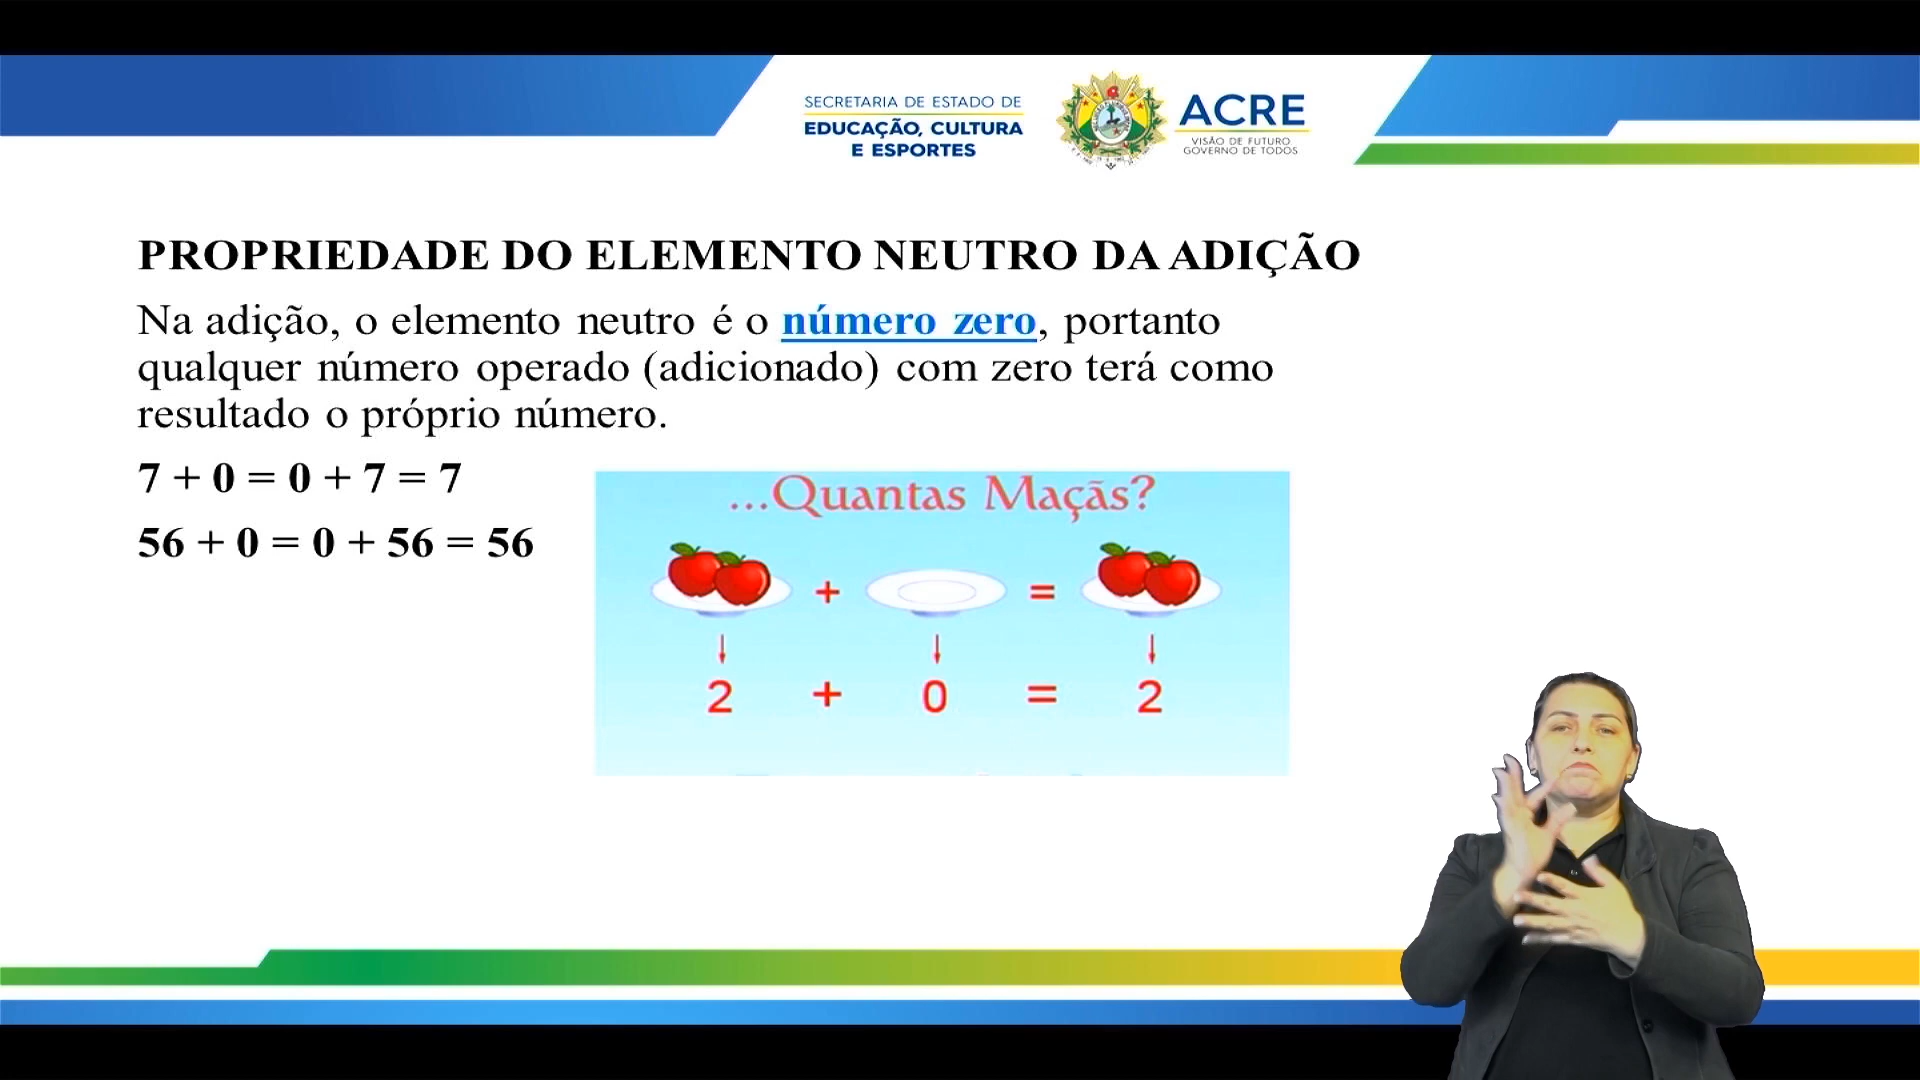 SECRETARIA DE ESTADO DE
EDUCAÇÃO, CULTURA
E ESPORTES
ACRE
VISÃO DE FUTURO
GOVERNO DE TODOS
PROPRIEDADE DO ELEMENTO NEUTRO DA ADIÇÃO
Na adição, o elemento neutro é o número zero, portanto
qualquer número operado (adicionado) com zero terá como
resultado o próprio número.
7 + 0 = 0 + 7 = 7
56 + 0 = 0 + 56 = 56
...Quantas Maçãs?
+ =
2 + 0 = 2